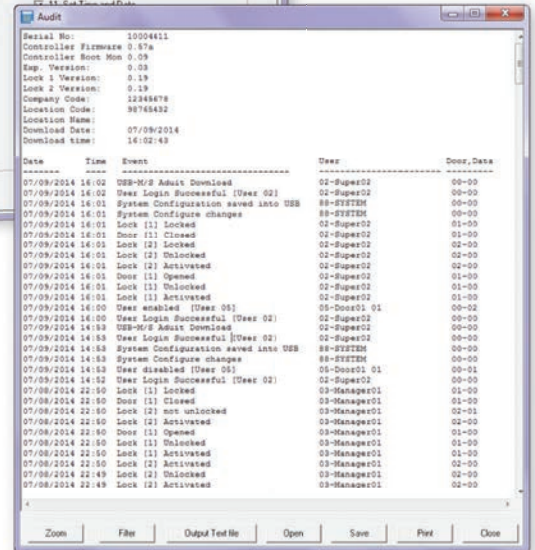 11. Set Time and Date
Audit
Serial No: 10004411
Controller Firmware 0.57a
Controller Boot Mon 0.09
Exp. Version: 0.03
Lock 1 Version: 0.19
Lock 2 Version: 0.19
Company Code: 12345678
Location Code: 98765432
Location Name:
Download Date: 07/09/2014
Download time: 16:02:43
Date Time Event User Door,Data
07/09/2014 16:02 USB-M/S Aduit Download 02-Super02 00-00
07/09/2014 16:02 User Login Successful [User 02] 02-Super02 00-00
07/09/2014 16:01 System Configuration saved into USB 88-SYSTEM 00-00
07/09/2014 16:01 System Configure changes 88-SYSTEM 00-00
07/09/2014 16:01 Lock [1] Locked 02-Super02 01-00
07/09/2014 16:01 Door [1] Closed 02-Super02 01-00
07/09/2014 16:01 Lock [2] Locked 02-Super02 02-00
07/09/2014 16:01 Lock [2] Unlocked 02-Super02 02-00
07/09/2014 16:01 Lock [2] Activated 02-Super02 02-00
07/09/2014 16:01 Door [1] Opened 02-Super02 01-00
07/09/2014 16:01 Lock [1] Unlocked 02-Super02 01-00
07/09/2014 16:01 Lock [1] Activated 02-Super02 01-00
07/09/2014 16:00 User enabled [User 05] 05-Door01 01 00-02
07/09/2014 16:00 User Login Successful [User 02] 02-Super02 00-00
07/09/2014 14:53 USB-M/S Aduit Download 02-Super02 00-00
07/09/2014 14:53 User Login Successful [User 02] 02-Super02 00-00
07/09/2014 14:53 System Configuration saved into USB 88-SYSTEM 00-00
07/09/2014 14:53 System Configure changes 88-SYSTEM 00-00
07/09/2014 14:53 User disabled [User 05] 05-Door01 01 00-01
07/09/2014 14:52 User Login Successful [User 02] 02-Super02 00-00
07/08/2014 22:50 Lock [1] Locked 03-Manager01 01-00
07/08/2014 22:50 Door [1] Closed 03-Manager01 01-00
07/08/2014 22:50 Lock [2] not unlocked 03-Manager01 02-01
07/08/2014 22:50 Lock [2] Activated 03-Manager01 02-00
07/08/2014 22:50 Door [1] Opened 03-Manager01 01-00
07/08/2014 22:50 Lock [1] Unlocked 03-Manager01 01-00
07/08/2014 22:50 Lock [1] Activated 03-Manager01 01-00
07/08/2014 22:50 Lock [2] Activated 03-Manager01 02-00
07/08/2014 22:49 Lock [2] Unlocked 03-Manager01 02-00
07/08/2014 22:49 Lock [2] Activated 03-Manager01 02-00
Zoom Filter Output Text file Open Save Print Close